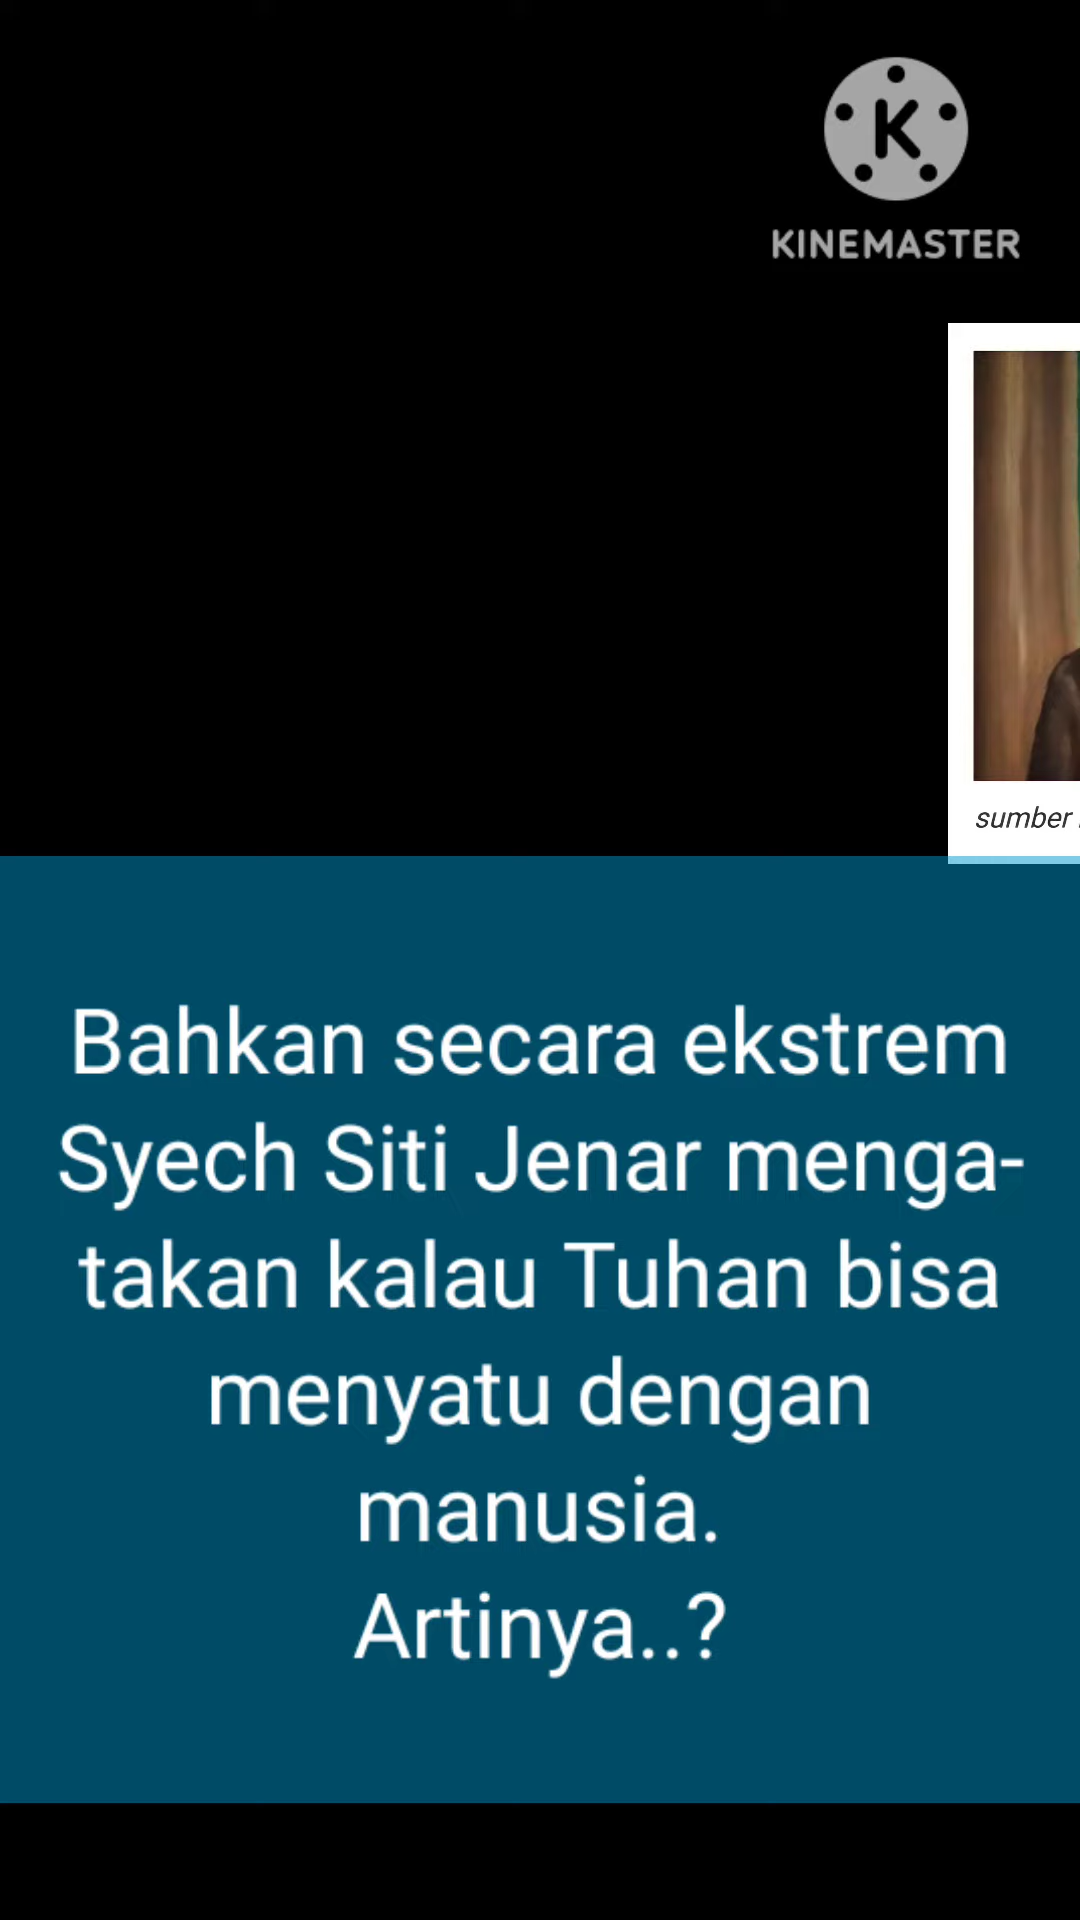 KINEMASTER
sumber
Bahkan secara ekstrem
Syech Siti Jenar menga-
takan kalau Tuhan bisa
menyatu dengan
manusia.
Artinya..?